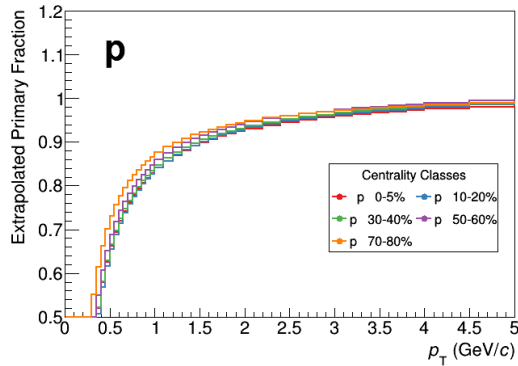 1.2
1.1
1
0.9
0.8
0.7
0.6
0.5
Extrapolated Primary Fraction
p
Centrality Classes
p 0-5% p 10-20%
p 30-40% p 50-60%
p 70-80%
0 0.5 1 1.5 2 2.5 3 3.5 4 4.5 5
p_T (GeV/c)